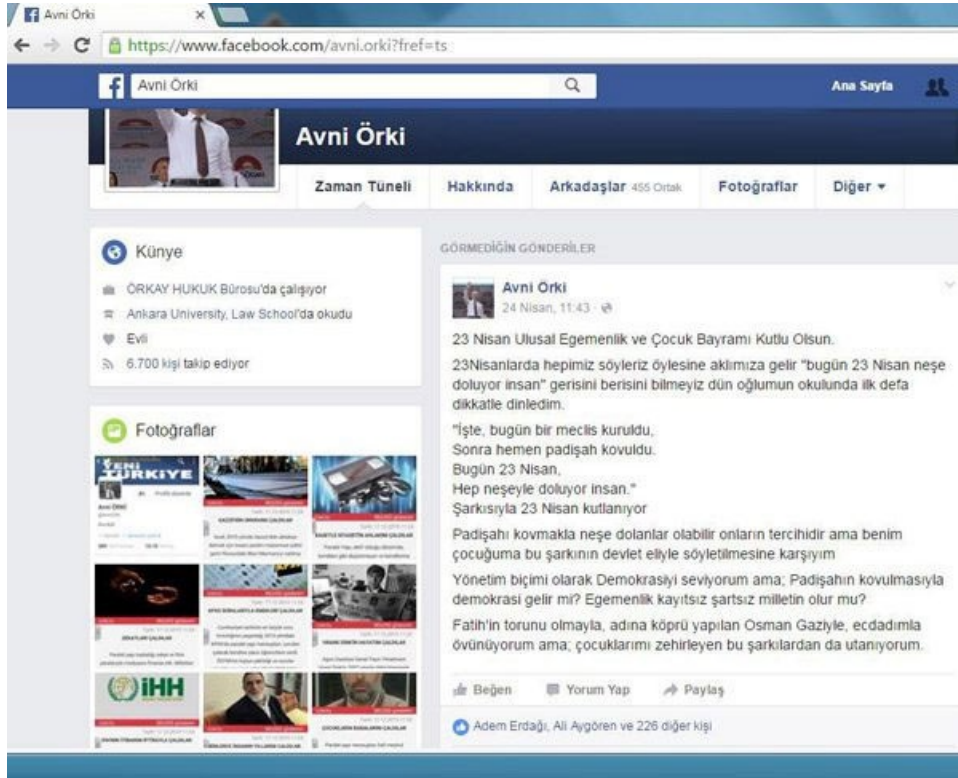 Avni Örki
https://www.facebook.com/avni.orki?fref=ts
Avni Örki
Ana Sayfa
Avni Örki
Zaman Tüneli
Hakkında
Arkadaşlar 455 Ortak
Fotoğraflar
Diğer
Künye
ÖRKAY HUKUK Bürosu'da çalışıyor
Ankara University, Law School'da okudu
Evli
6.700 kişi takip ediyor
Fotoğraflar
YENİ
TÜRKİYE
İHH
GÖRMEDİĞİN GÖNDERİLER
Avni Örki
24 Nisan, 11:43
23 Nisan Ulusal Egemenlik ve Çocuk Bayramı Kutlu Olsun.
23Nisanlarda hepimiz söyleriz öylesine aklımıza gelir "bugün 23 Nisan neşe
doluyor insan" gerisini berisini bilmeyiz dün oğlumun okulunda ilk defa
dikkatle dinledim.
"İşte, bugün bir meclis kuruldu,
Sonra hemen padişah kovuldu.
Bugün 23 Nisan,
Hep neşeyle doluyor insan."
Şarkısıyla 23 Nisan kutlanıyor
Padişahı kovmakla neşe dolanlar olabilir onların tercihidir ama benim
çocuğuma bu şarkının devlet eliyle söyletilmesine karşıyım
Yönetim biçimi olarak Demokrasiyi seviyorum ama; Padişahın kovulmasıyla
demokrasi gelir mi? Egemenlik kayıtsız şartsız milletin olur mu?
Fatih'in torunu olmayla, adına köprü yapılan Osman Gaziyle, ecdadımla
övünüyorum ama; çocuklarımı zehirleyen bu şarkılardan da utanıyorum.
Beğen
Yorum Yap
Paylaş
Adem Erdağı, Ali Aygören ve 226 diğer kişi